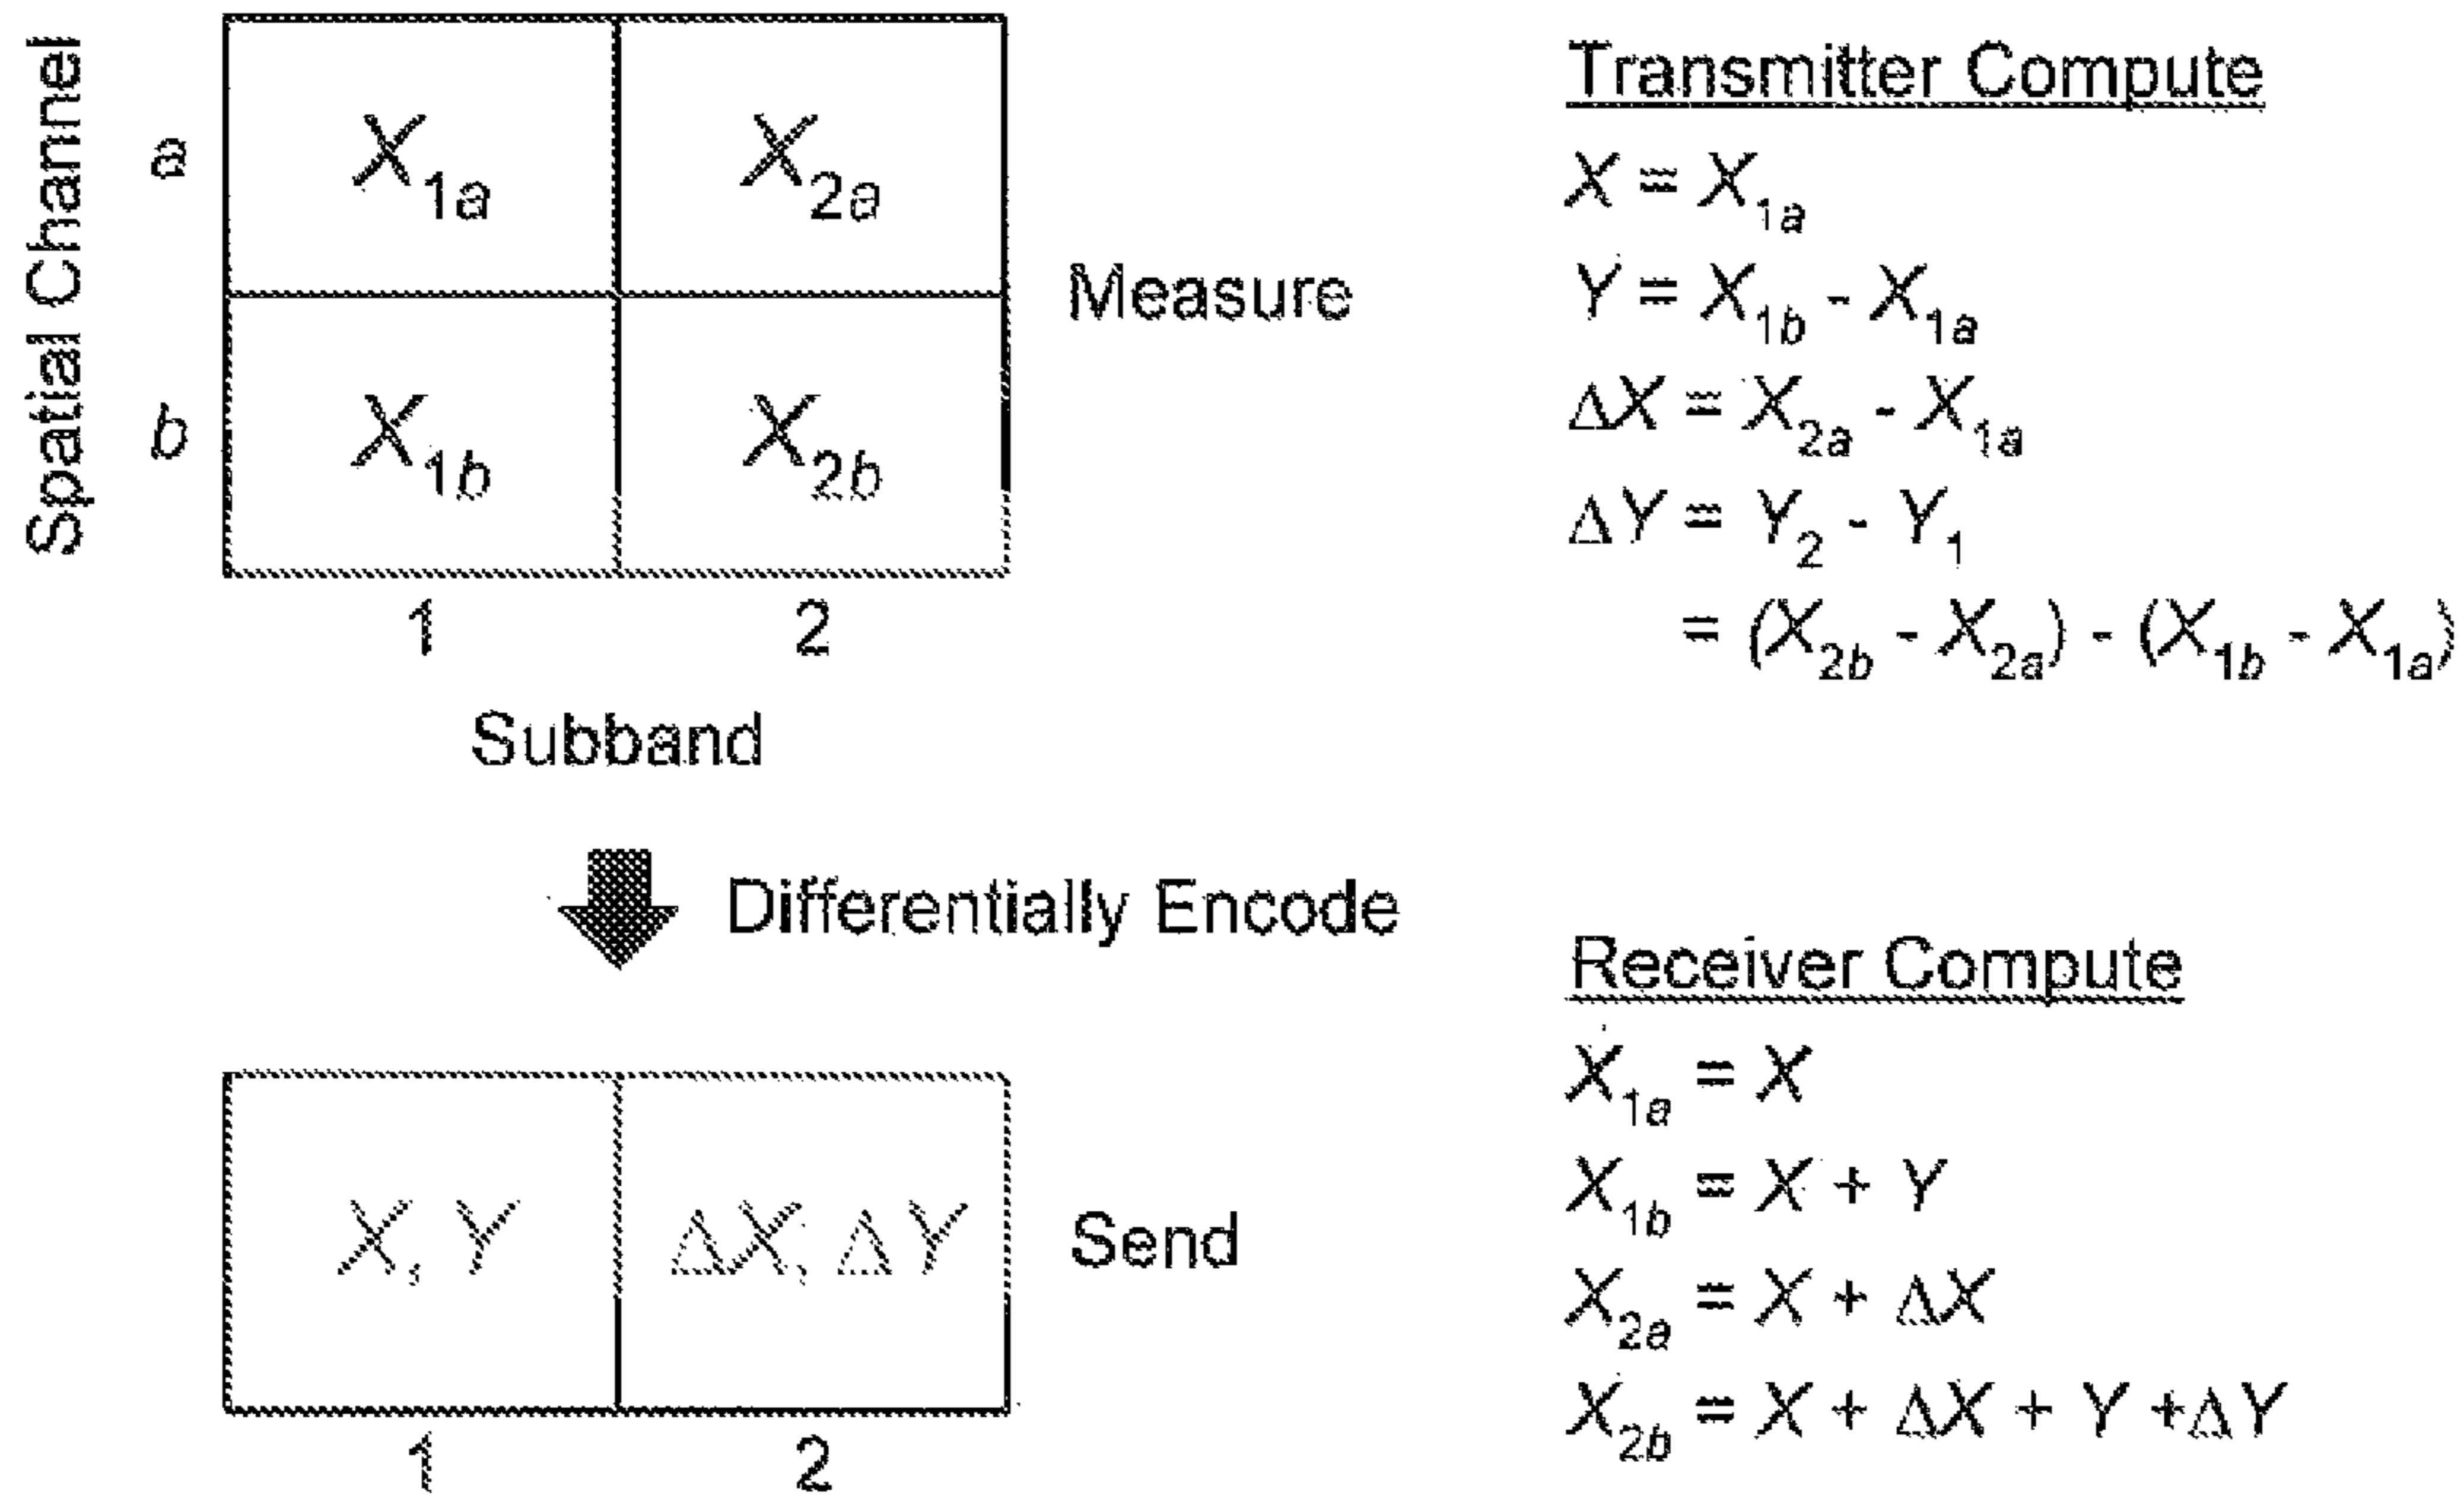 Spatial Channel
a
X1a
X2a
b
X1b
X2b
Measure
1
2
Subband
Differentially Encode
X, Y
ΔX, ΔY
Send
1
2
Transmitter Compute
X = X1a
Y = X1b - X1a
ΔX = X2a - X1a
ΔY = Y2 - Y1
= (X2b - X2a) - (X1b - X1a)
Receiver Compute
X1a = X
X1b = X + Y
X2a = X + ΔX
X2b = X + ΔX + Y +ΔY